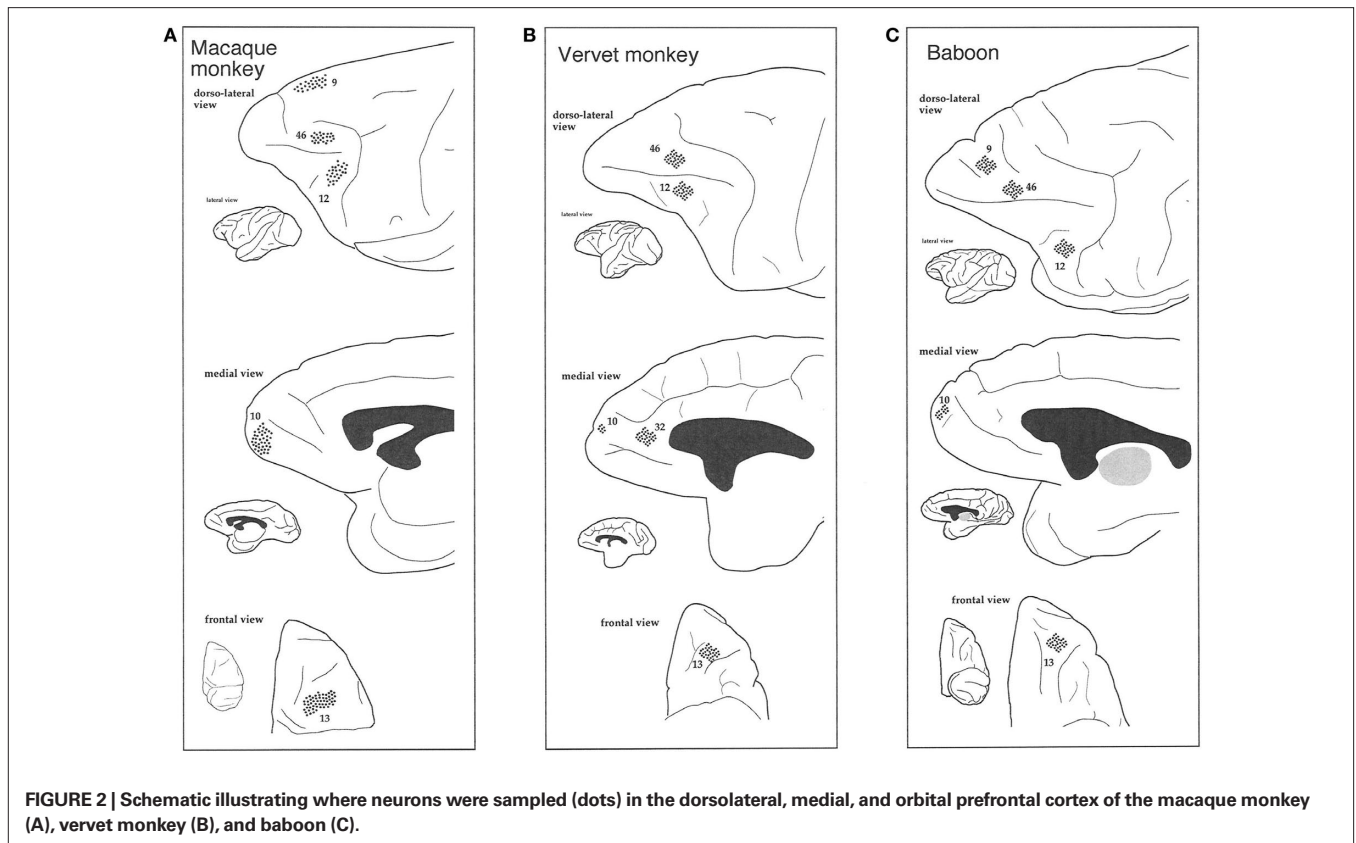 A
Macaque
monkey
dorso-lateral
view
9
46
12
lateral view
medial view
10
frontal view
13
B
Vervet monkey
dorso-lateral
view
46
12
lateral view
medial view
10
32
frontal view
13
C
Baboon
dorso-lateral
view
9
46
12
lateral view
medial view
10
frontal view
13
FIGURE 2 | Schematic illustrating where neurons were sampled (dots) in the dorsolateral, medial, and orbital prefrontal cortex of the macaque monkey
(A), vervet monkey (B), and baboon (C).